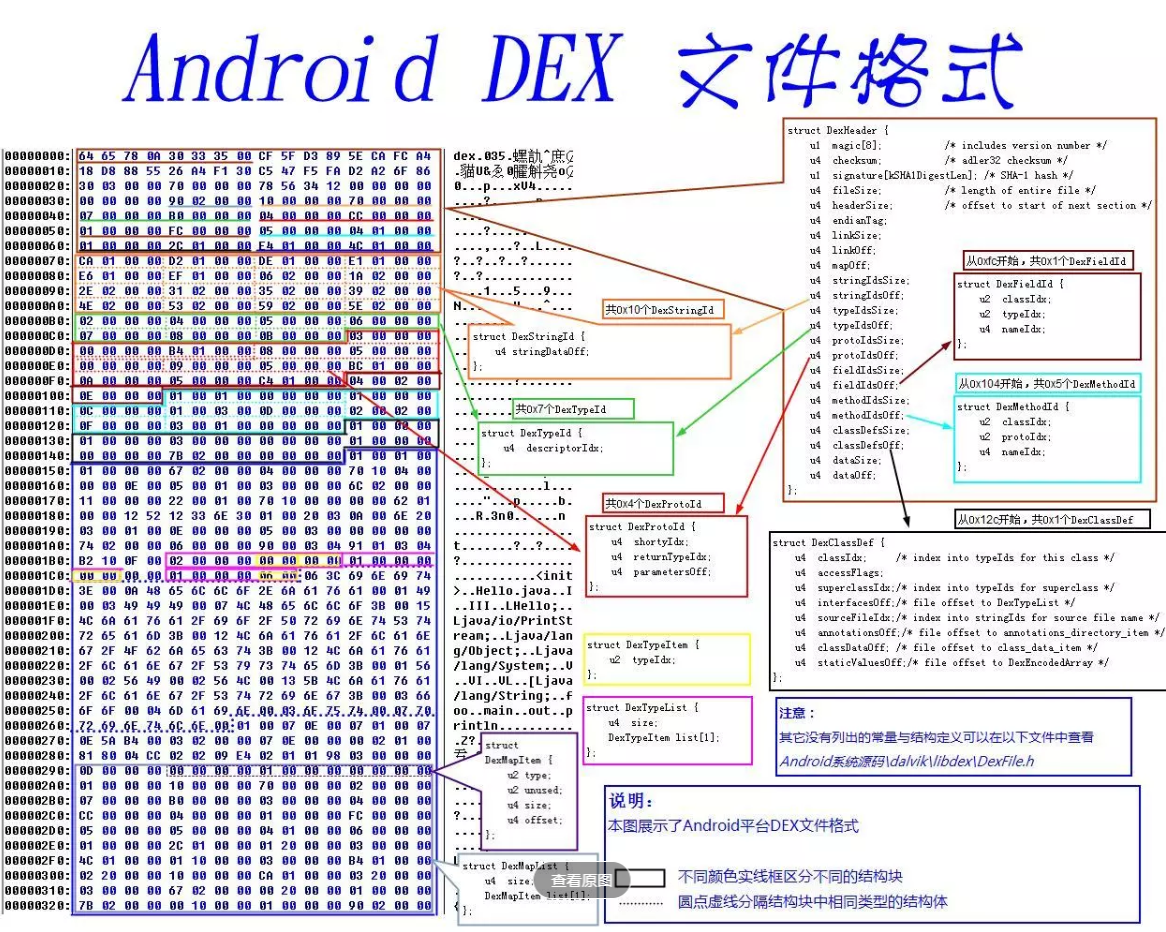 Android DEX 文件格式
00000000: 64 65 78 0A 30 33 35 00 CF 5F D3 89 5E CA FC A4
00000010: 18 D8 88 55 26 A4 F1 30 C5 47 F5 FA D2 A2 6F 86
00000020: 30 03 00 00 70 00 00 00 78 56 34 12 00 00 00 00
00000030: 00 00 00 00 90 02 00 00 10 00 00 00 70 00 00 00
00000040: 07 00 00 00 B0 00 00 00 04 00 00 00 CC 00 00 00
00000050: 01 00 00 00 FC 00 00 00 05 00 00 00 04 01 00 00
00000060: 01 00 00 00 2C 01 00 00 E4 01 00 00 4C 01 00 00
00000070: CA 01 00 00 D2 01 00 00 DE 01 00 00 E1 01 00 00
00000080: E6 01 00 00 EF 01 00 00 06 02 00 00 1A 02 00 00
00000090: 2E 02 00 00 31 02 00 00 35 02 00 00 39 02 00 00
000000A0: 4E 02 00 00 53 02 00 00 59 02 00 00 5E 02 00 00
000000B0: 02 00 00 00 04 00 00 00 05 00 00 00 06 00 00 00
000000C0: 07 00 00 00 08 00 00 00 0B 00 00 00 03 00 00 00
000000D0: 00 00 00 00 B4 01 00 00 08 00 00 00 05 00 00 00
000000E0: 00 00 00 00 09 00 00 00 05 00 00 00 BC 01 00 00
000000F0: 0A 00 00 00 05 00 00 00 C4 01 00 00 04 00 02 00
00000100: 0E 00 00 00 01 00 01 00 00 00 00 00 01 00 00 00
00000110: 0C 00 00 00 01 00 03 00 0D 00 00 00 02 00 02 00
00000120: 0F 00 00 00 03 00 01 00 00 00 00 00 01 00 00 00
00000130: 01 00 00 00 03 00 00 00 00 00 00 00 01 00 00 00
00000140: 00 00 00 00 7B 02 00 00 00 00 00 00 01 00 01 00
00000150: 01 00 00 00 67 02 00 00 04 00 00 00 70 10 04 00
00000160: 00 00 0E 00 05 00 01 00 03 00 00 00 6C 02 00 00
00000170: 11 00 00 00 22 00 01 00 70 10 00 00 00 00 62 01
00000180: 00 00 12 52 12 33 6E 30 01 00 20 03 0A 00 6E 20
00000190: 03 00 01 00 0E 00 00 00 05 00 03 00 00 00 00 00
000001A0: 74 02 00 00 06 00 00 00 90 00 03 04 91 01 03 04
000001B0: B2 10 0F 00 02 00 00 00 00 00 00 00 01 00 00 00
000001C0: 00 00 00 00 01 00 00 00 06 00 06 3C 69 6E 69 74
000001D0: 3E 00 0A 48 65 6C 6C 6F 2E 6A 61 76 61 00 01 49
000001E0: 00 03 49 49 49 00 07 4C 48 65 6C 6C 6F 3B 00 15
000001F0: 4C 6A 61 76 61 2F 69 6F 2F 50 72 69 6E 74 53 74
00000200: 72 65 61 6D 3B 00 12 4C 6A 61 76 61 2F 6C 61 6E
00000210: 67 2F 4F 62 6A 65 63 74 3B 00 12 4C 6A 61 76 61
00000220: 2F 6C 61 6E 67 2F 53 79 73 74 65 6D 3B 00 01 56
00000230: 00 02 56 49 00 02 56 4C 00 13 5B 4C 6A 61 76 61
00000240: 2F 6C 61 6E 67 2F 53 74 72 69 6E 67 3B 00 03 66
00000250: 6F 6F 00 04 6D 61 69 6E 00 03 6F 75 74 00 07 70
00000260: 72 69 6E 74 6C 6E 00 01 00 07 0E 00 07 01 00 07
00000270: 0E 5A B4 00 03 02 00 00 07 0E 00 00 00 02 01 00
00000280: 81 80 04 CC 02 02 09 E4 02 01 01 98 03 00 00 00
00000290: 0D 00 00 00 00 00 00 00 01 00 00 00 00 00 00 00
000002A0: 01 00 00 00 10 00 00 00 70 00 00 00 02 00 00 00
000002B0: 07 00 00 00 B0 00 00 00 03 00 00 00 04 00 00 00
000002C0: CC 00 00 00 04 00 00 00 01 00 00 00 FC 00 00 00
000002D0: 05 00 00 00 05 00 00 00 04 01 00 00 06 00 00 00
000002E0: 01 00 00 00 2C 01 00 00 01 20 00 00 03 00 00 00
000002F0: 4C 01 00 00 01 10 00 00 03 00 00 00 B4 01 00 00
00000300: 02 20 00 00 10 00 00 00 CA 01 00 00 03 20 00 00
00000310: 03 00 00 00 67 02 00 00 00 20 00 00 01 00 00 00
00000320: 7B 02 00 00 00 10 00 00 01 00 00 00 90 02 00 00
.......<init
>..Hello.java..I
..III..LHello;..
Ljava/io/PrintSt
ream;..Ljava/lan
g/Object;..Ljava
/lang/System;..V
..VI..VL..[Ljava
/lang/String;..f
oo..main..out..p
rintln
struct DexHeader {
u1 magic[8]; /* includes version number */
u4 checksum; /* adler32 checksum */
u1 signature[kSHA1DigestLen]; /* SHA-1 hash */
u4 fileSize; /* length of entire file */
u4 headerSize; /* offset to start of next section */
u4 endianTag;
u4 linkSize;
u4 linkOff;
u4 mapOff;
u4 stringIdsSize;
u4 stringIdsOff;
u4 typeIdsSize;
u4 typeIdsOff;
u4 protoIdsSize;
u4 protoIdsOff;
u4 fieldIdsSize;
u4 fieldIdsOff;
u4 methodIdsSize;
u4 methodIdsOff;
u4 classDefsSize;
u4 classDefsOff;
u4 dataSize;
u4 dataOff;
};
从0xfc开始，共0x1个DexFieldId
struct DexFieldId {
u2 classIdx;
u2 typeIdx;
u4 nameIdx;
};
从0x104开始，共0x5个DexMethodId
struct DexMethodId {
u2 classIdx;
u2 protoIdx;
u4 nameIdx;
};
共0x10个DexStringId
struct DexStringId {
u4 stringDataOff;
};
共0x7个DexTypeId
struct DexTypeId {
u4 descriptorIdx;
};
共0x4个DexProtoId
struct DexProtoId {
u4 shortyIdx;
u4 returnTypeIdx;
u4 parametersOff;
};
从0x12c开始，共0x1个DexClassDef
struct DexClassDef {
u4 classIdx; /* index into typeIds for this class */
u4 accessFlags;
u4 superclassIdx;/* index into typeIds for superclass */
u4 interfacesOff;/* file offset to DexTypeList */
u4 sourceFileIdx;/* index into stringIds for source file name */
u4 annotationsOff;/* file offset to annotations_directory_item */
u4 classDataOff; /* file offset to class_data_item */
u4 staticValuesOff;/* file offset to DexEncodedArray */
};
struct DexTypeItem {
u2 typeIdx;
};
struct DexTypeList {
u4 size;
DexTypeItem list[1];
};
struct
DexMapItem {
u2 type;
u2 unused;
u4 size;
u4 offset;
};
struct DexMapList {
u4 size;
DexMapItem list[1];
};
查看原图
注意：
其它没有列出的常量与结构定义可以在以下文件中查看
Android系统源码\dalvik\libdex\DexFile.h
说明：
本图展示了Android平台DEX文件格式
不同颜色实线框区分不同的结构块
圆点虚线分隔结构块中相同类型的结构体